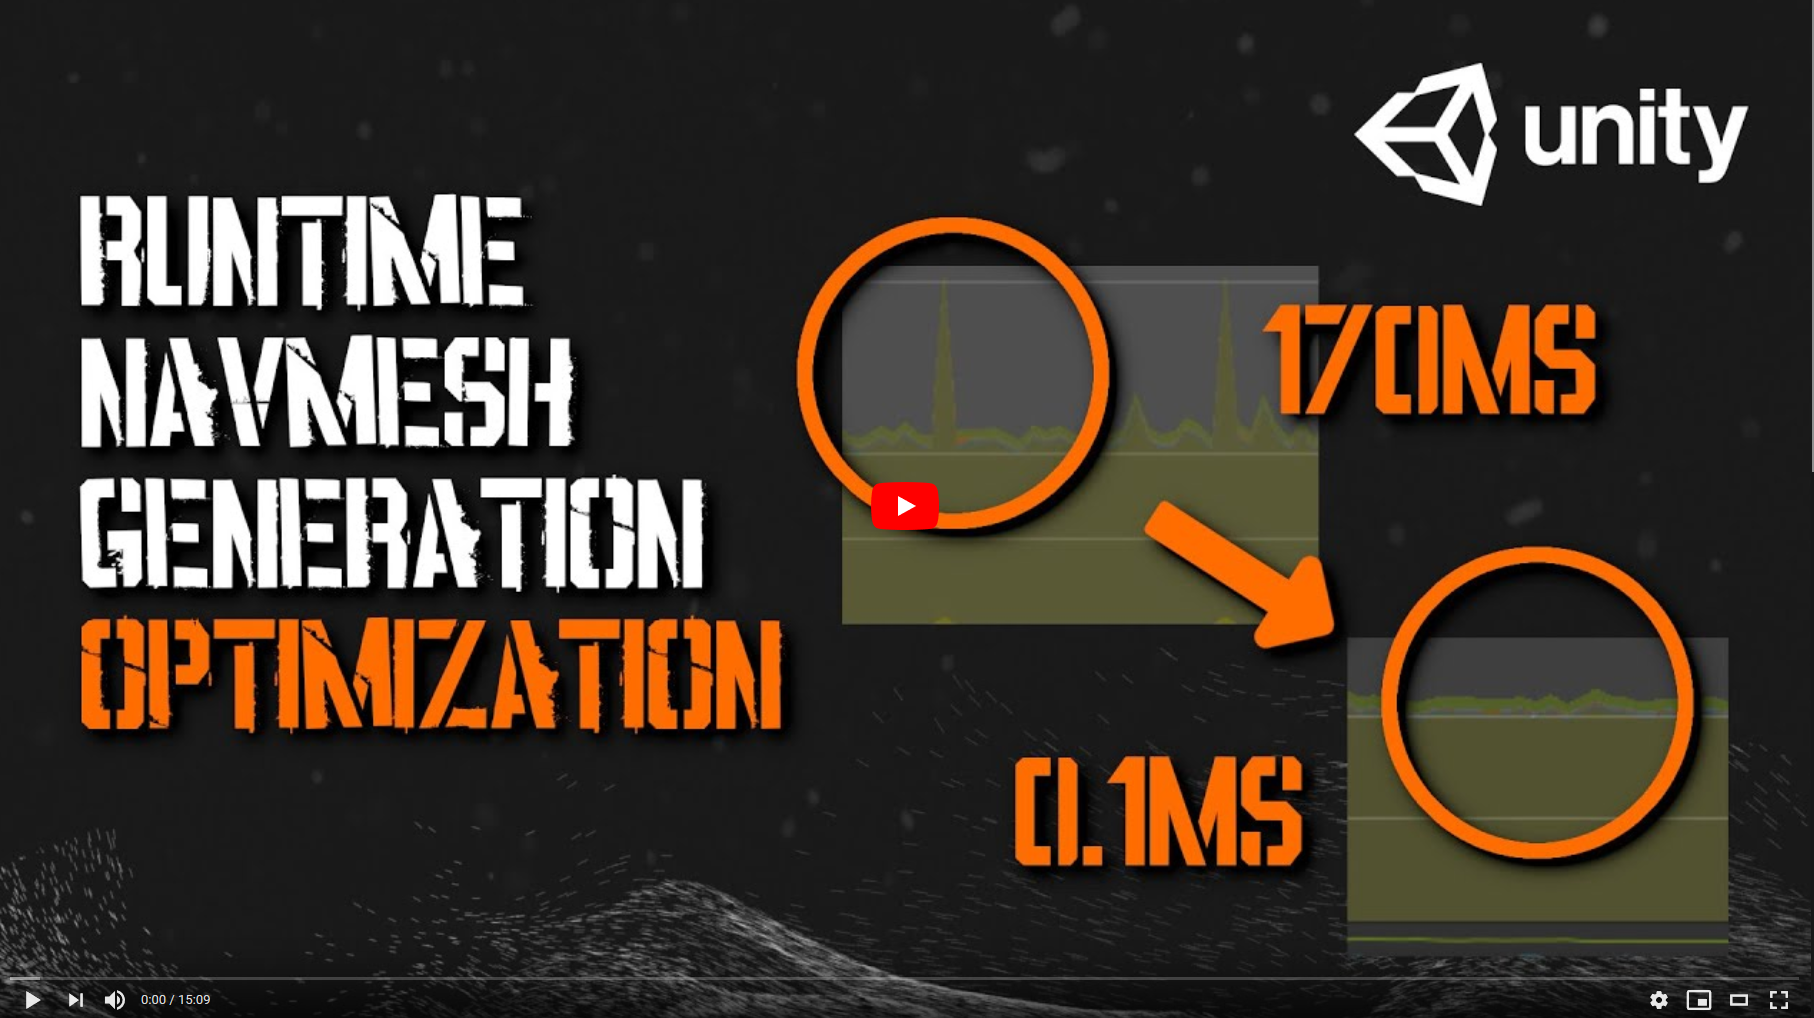 unity
RUNTIME
NAVMESH
GENERATION
OPTIMIZATION
170MS
0.1MS
0:00 / 15:09